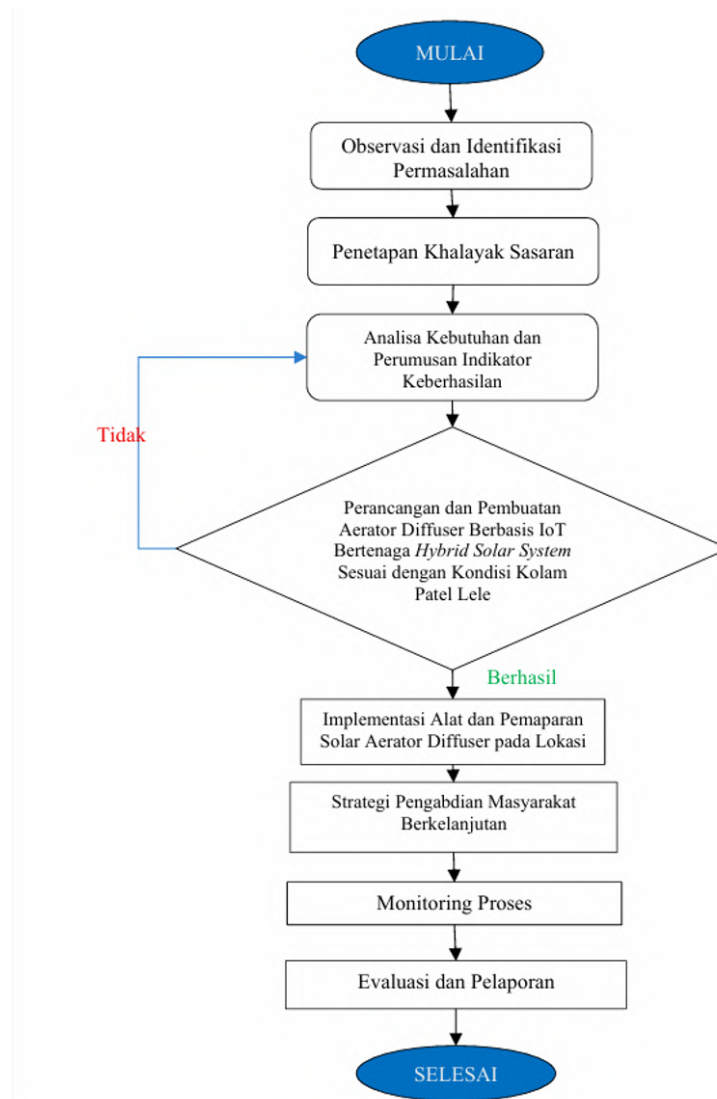 MULAI
Observasi dan Identifikasi
Permasalahan
Penetapan Khalayak Sasaran
Analisa Kebutuhan dan
Perumusan Indikator
Keberhasilan
Tidak
Perancangan dan Pembuatan
Aerator Diffuser Berbasis IoT
Bertenaga Hybrid Solar System
Sesuai dengan Kondisi Kolam
Patel Lele
Berhasil
Implementasi Alat dan Pemaparan
Solar Aerator Diffuser pada Lokasi
Strategi Pengabdian Masyarakat
Berkelanjutan
Monitoring Proses
Evaluasi dan Pelaporan
SELESAI